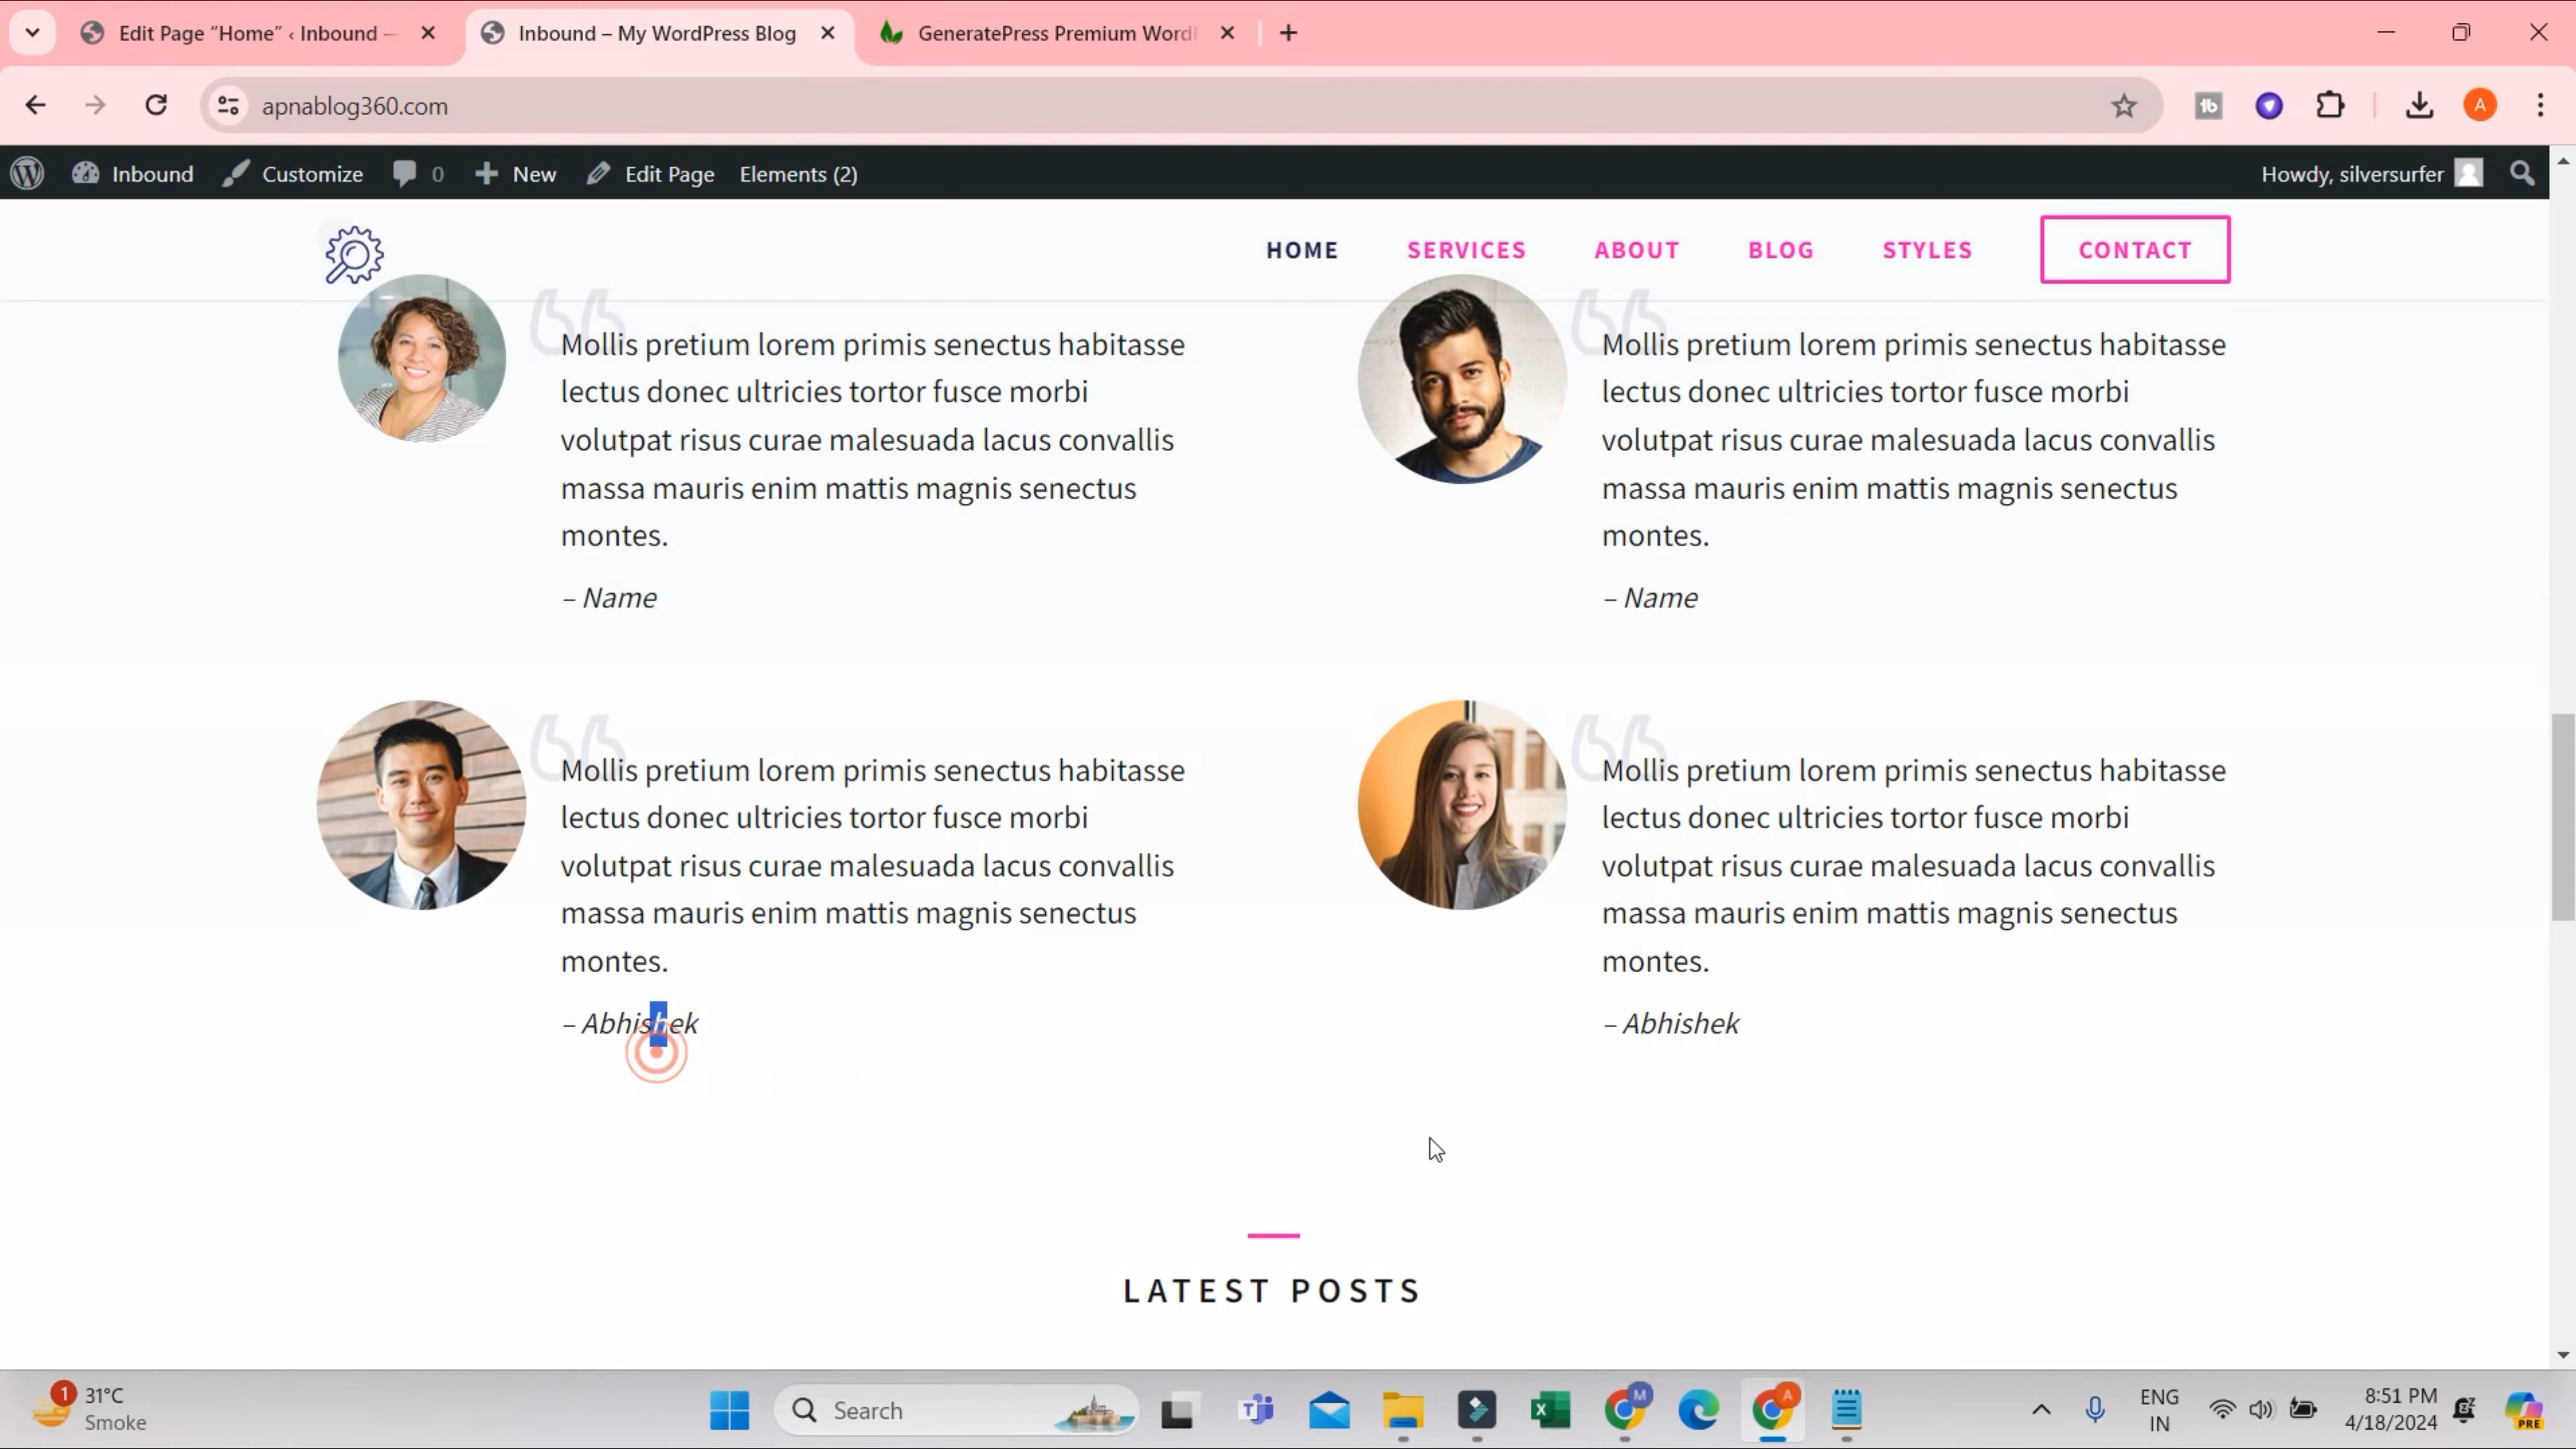 Edit Page “Home” ‹ Inbound —
Inbound – My WordPress Blog
GeneratePress Premium Word
apnablog360.com
A
Inbound
Customize
0
New
Edit Page
Elements (2)
Howdy, silversurfer
HOME
SERVICES
ABOUT
BLOG
STYLES
CONTACT
Mollis pretium lorem primis senectus habitasse
lectus donec ultricies tortor fusce morbi
volutpat risus curae malesuada lacus convallis
massa mauris enim mattis magnis senectus
montes.
– Name
Mollis pretium lorem primis senectus habitasse
lectus donec ultricies tortor fusce morbi
volutpat risus curae malesuada lacus convallis
massa mauris enim mattis magnis senectus
montes.
– Name
Mollis pretium lorem primis senectus habitasse
lectus donec ultricies tortor fusce morbi
volutpat risus curae malesuada lacus convallis
massa mauris enim mattis magnis senectus
montes.
– Abhishek
Mollis pretium lorem primis senectus habitasse
lectus donec ultricies tortor fusce morbi
volutpat risus curae malesuada lacus convallis
massa mauris enim mattis magnis senectus
montes.
– Abhishek
LATEST POSTS
1
31°C
Smoke
Search
M
A
ENG
IN
8:51 PM
4/18/2024
PRE